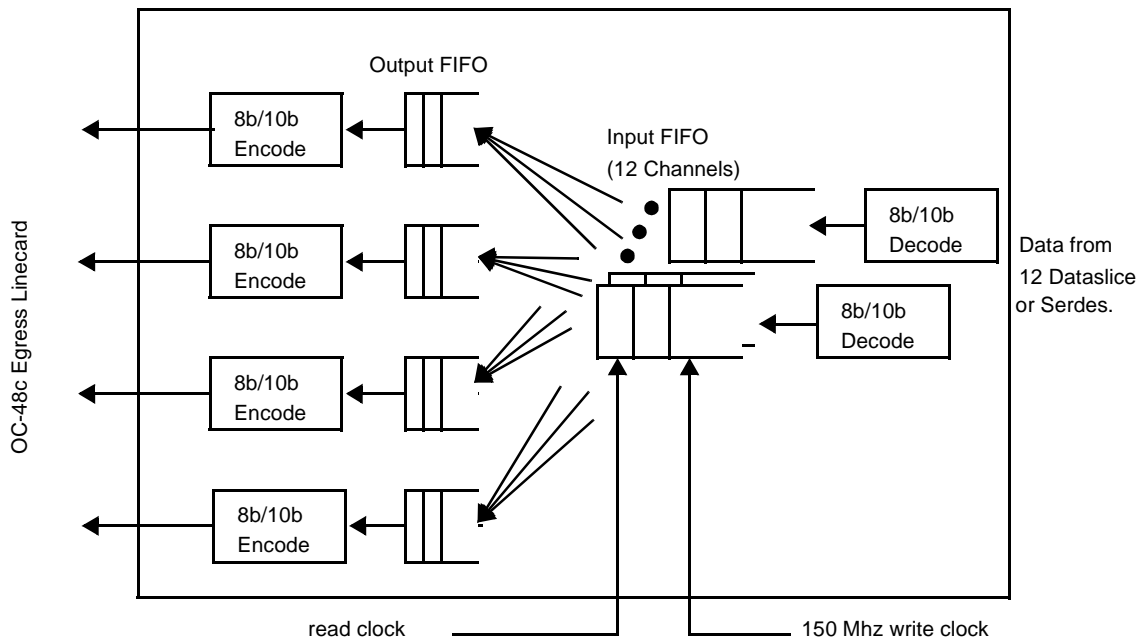 Output FIFO
8b/10b
Encode
Input FIFO
(12 Channels)
8b/10b
Decode
8b/10b
Encode
Data from
12 Dataslice
or Serdes.
8b/10b
Decode
OC-48c Egress Linecard
8b/10b
Encode
8b/10b
Encode
read clock
150 Mhz write clock